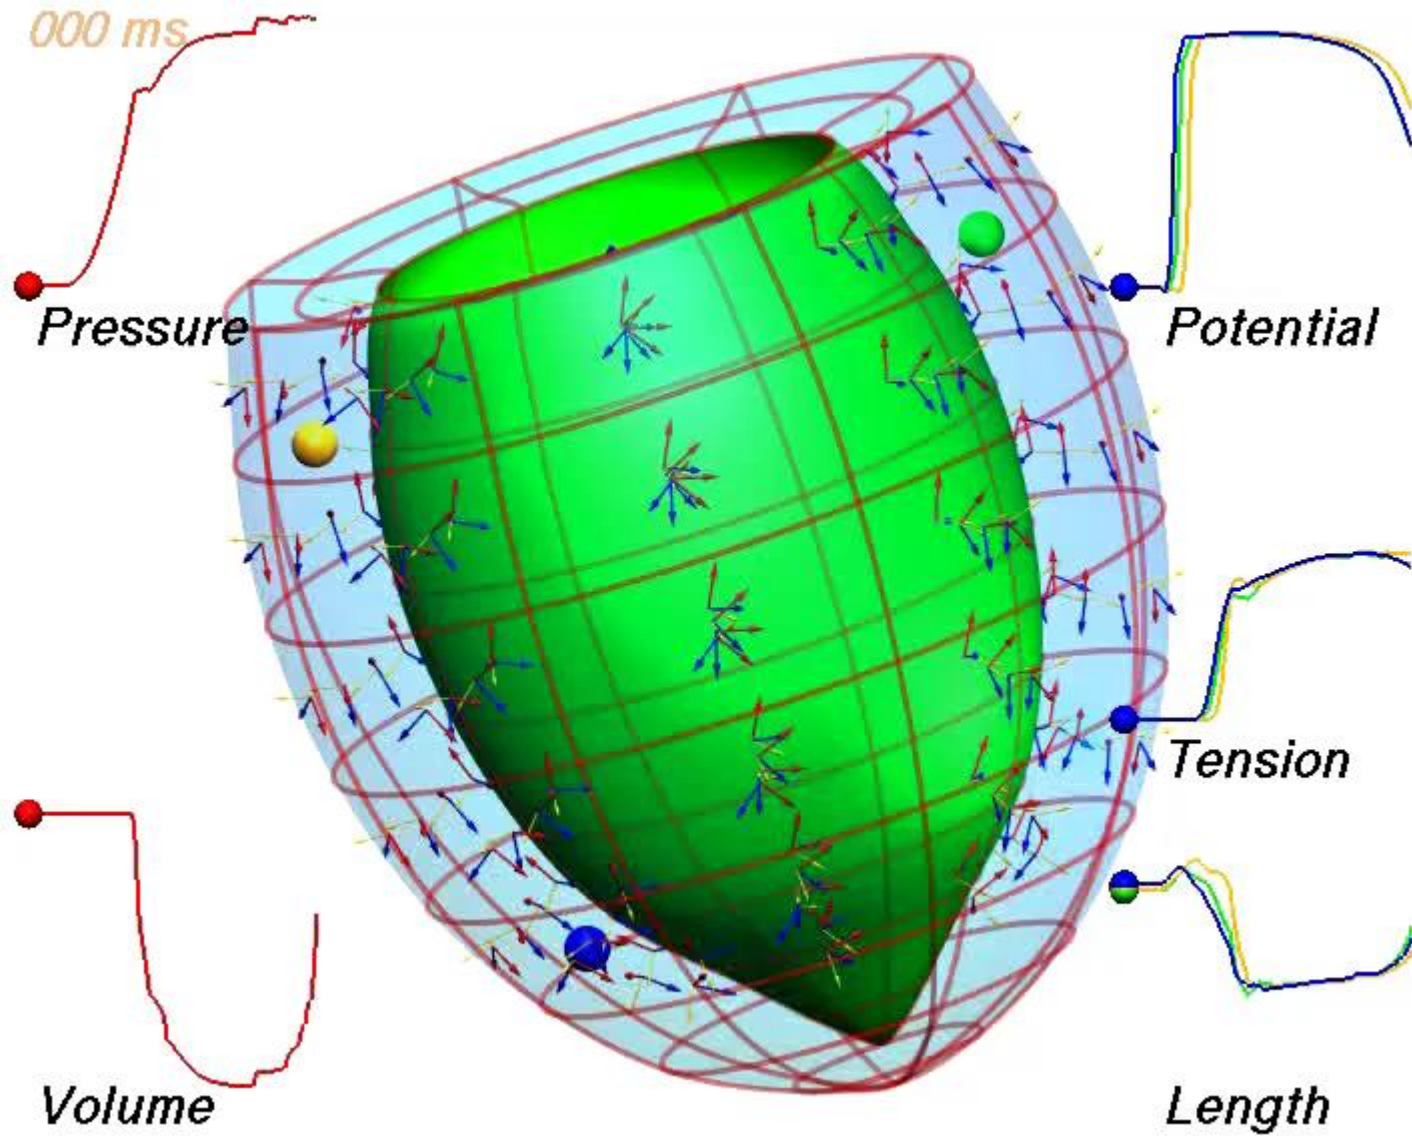 000 ms
Pressure
Potential
Tension
Volume
Length